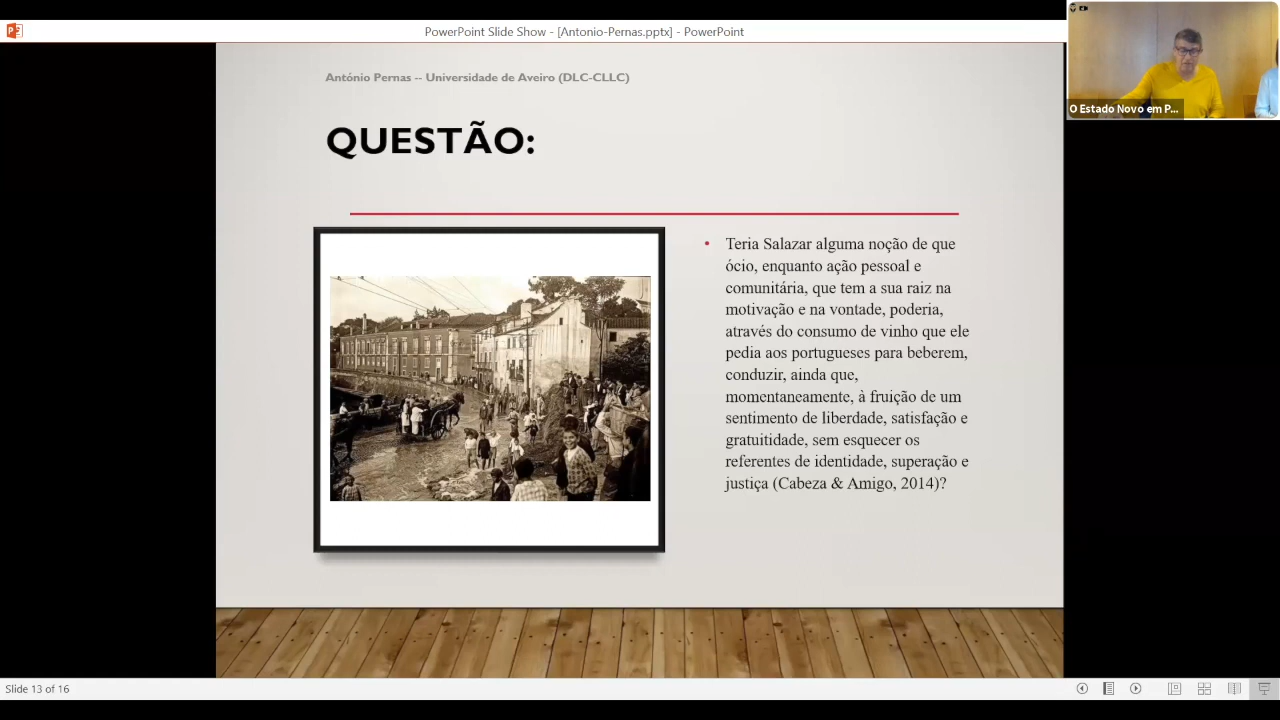 PowerPoint Slide Show - [Antonio-Pernas.pptx] - PowerPoint
O Estado Novo em P...
António Pernas -- Universidade de Aveiro (DLC-CLLC)
QUESTÃO:
• Teria Salazar alguma noção de que
ócio, enquanto ação pessoal e
comunitária, que tem a sua raiz na
motivação e na vontade, poderia,
através do consumo de vinho que ele
pedia aos portugueses para beberem,
conduzir, ainda que,
momentaneamente, à fruição de um
sentimento de liberdade, satisfação e
gratuitidade, sem esquecer os
referentes de identidade, superação e
justiça (Cabeza & Amigo, 2014)?
Slide 13 of 16